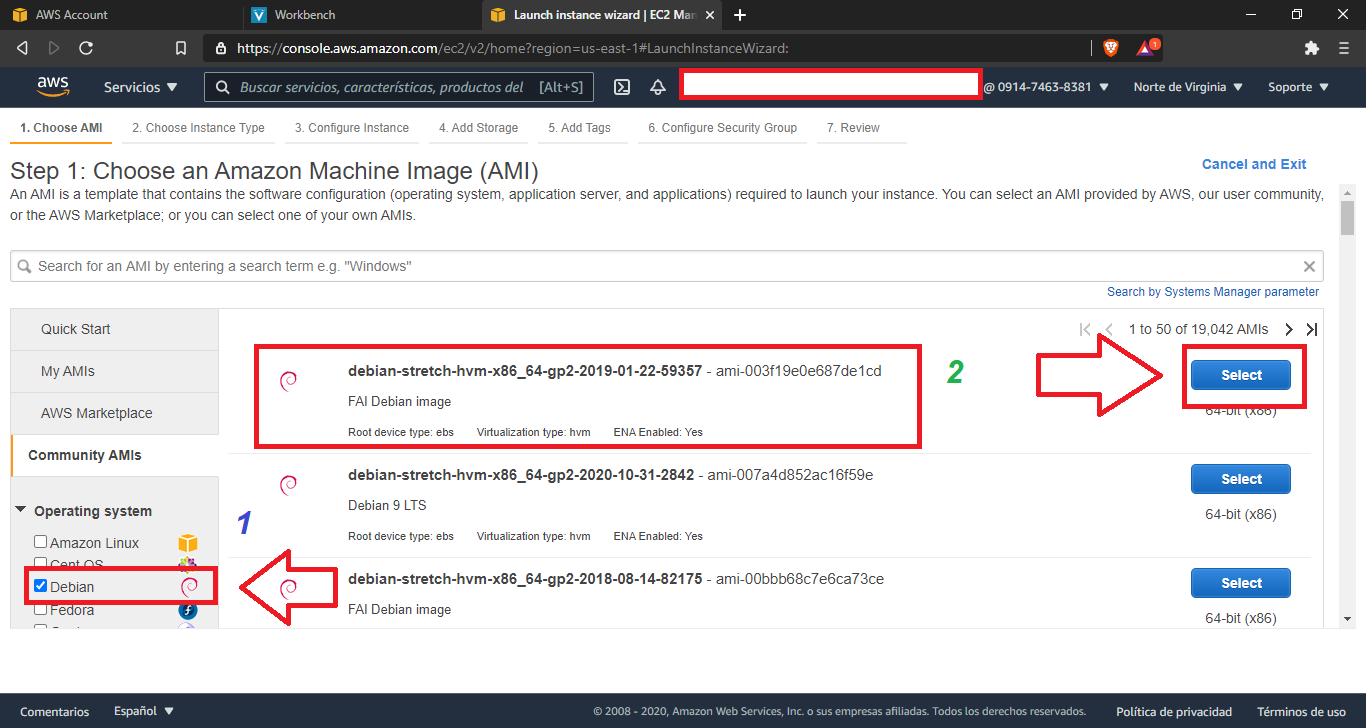 AWS Account
Workbench
Launch instance wizard | EC2 Man
https://console.aws.amazon.com/ec2/v2/home?region=us-east-1#LaunchInstanceWizard:
1
aws
Servicios
Buscar servicios, características, productos del [Alt+S]
@ 0914-7463-8381
Norte de Virginia
Soporte
1. Choose AMI
2. Choose Instance Type
3. Configure Instance
4. Add Storage
5. Add Tags
6. Configure Security Group
7. Review
Step 1: Choose an Amazon Machine Image (AMI)
Cancel and Exit
An AMI is a template that contains the software configuration (operating system, application server, and applications) required to launch your instance. You can select an AMI provided by AWS, our user community,
or the AWS Marketplace; or you can select one of your own AMIs.
Search for an AMI by entering a search term e.g. "Windows"
Search by Systems Manager parameter
Quick Start
My AMIs
AWS Marketplace
Community AMIs
Operating system
Amazon Linux
Cent OS
Debian
Fedora
1
1 to 50 of 19,042 AMIs
debian-stretch-hvm-x86_64-gp2-2019-01-22-59357 - ami-003f19e0e687de1cd
FAI Debian image
Root device type: ebs Virtualization type: hvm ENA Enabled: Yes
2
Select
64-bit (x86)
debian-stretch-hvm-x86_64-gp2-2020-10-31-2842 - ami-007a4d852ac16f59e
Debian 9 LTS
Root device type: ebs Virtualization type: hvm ENA Enabled: Yes
Select
64-bit (x86)
debian-stretch-hvm-x86_64-gp2-2018-08-14-82175 - ami-00bbb68c7e6ca73ce
FAI Debian image
Select
64-bit (x86)
Comentarios
Español
© 2008 - 2020, Amazon Web Services, Inc. o sus empresas afiliadas. Todos los derechos reservados.
Política de privacidad
Términos de uso